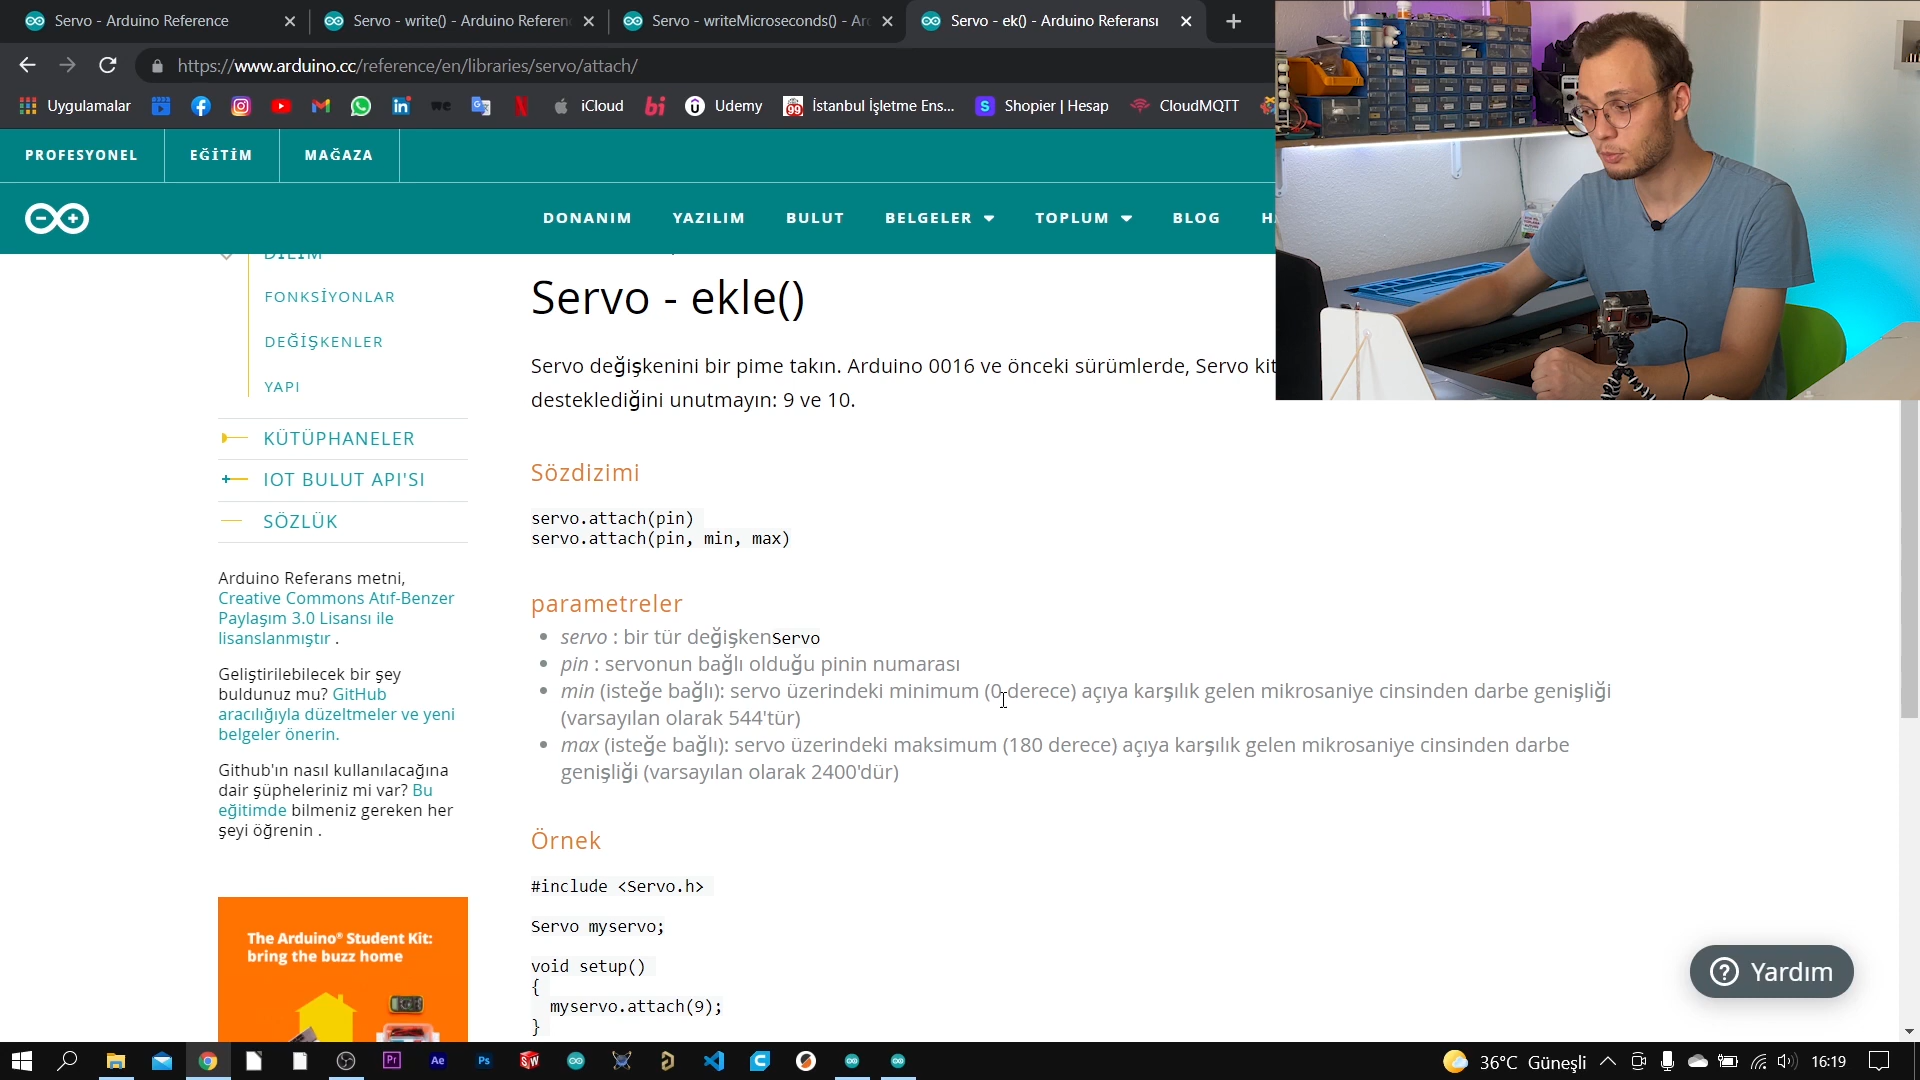 Servo - Arduino Reference
Servo - write() - Arduino Referen
Servo - writeMicroseconds() - Ar
Servo - ek() - Arduino Referansı
https://www.arduino.cc/reference/en/libraries/servo/attach/
Uygulamalar
iCloud
Udemy
İstanbul İşletme Ens...
Shopier | Hesap
CloudMQTT
PROFESYONEL
EĞİTİM
MAĞAZA
DONANIM
YAZILIM
BULUT
BELGELER
TOPLUM
BLOG
DİLİM
FONKSİYONLAR
DEĞİŞKENLER
YAPI
KÜTÜPHANELER
IOT BULUT API'SI
SÖZLÜK
Arduino Referans metni,
Creative Commons Atıf-Benzer
Paylaşım 3.0 Lisansı ile
lisanslanmıştır .
Geliştirilebilecek bir şey
buldunuz mu? GitHub
aracılığıyla düzeltmeler ve yeni
belgeler önerin.
Github'ın nasıl kullanılacağına
dair şüpheleriniz mi var? Bu
eğitimde bilmeniz gereken her
şeyi öğrenin .
The Arduino® Student Kit:
bring the buzz home
Servo - ekle()
Servo değişkenini bir pime takın. Arduino 0016 ve önceki sürümlerde, Servo kit
desteklediğini unutmayın: 9 ve 10.
Sözdizimi
servo.attach(pin)
servo.attach(pin, min, max)
parametreler
servo : bir tür değişkenServo
pin : servonun bağlı olduğu pinin numarası
min (isteğe bağlı): servo üzerindeki minimum (0 derece) açıya karşılık gelen mikrosaniye cinsinden darbe genişliği
(varsayılan olarak 544'tür)
max (isteğe bağlı): servo üzerindeki maksimum (180 derece) açıya karşılık gelen mikrosaniye cinsinden darbe
genişliği (varsayılan olarak 2400'dür)
Örnek
#include <Servo.h>
Servo myservo;
void setup()
{
myservo.attach(9);
}
Yardım
36°C Güneşli
16:19